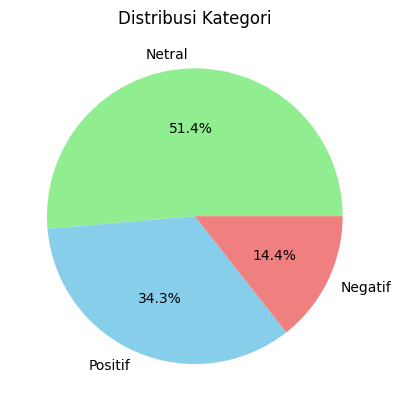 Distribusi Kategori
Netral
51.4%
14.4%
Negatif
34.3%
Positif